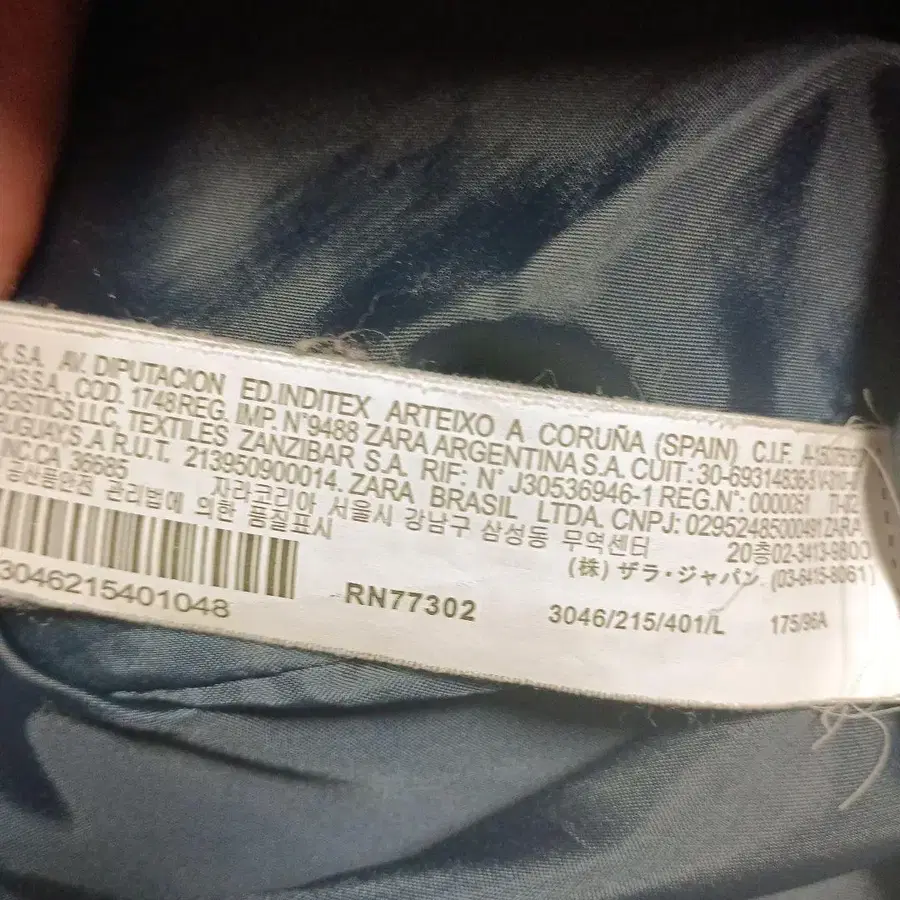 S.A. AV. DIPUTACION ED.INDITEX ARTEIXO A CORUÑA (SPAIN) C.I.F.
COD. 1748REG. IMP. N°9488 ZARA ARGENTINA S.A. CUIT: 30-69314836-8
LLC, TEXTILES ZANZIBAR S.A. RIF: N° J30536946-1 REG.N°: 0000051
S.A. R.U.T. 213950900014. ZARA BRASIL LTDA. CNPJ: 02952485000491 ZARA
INC.CA 36685 자라코리아 서울시 강남구 삼성동 무역센터 20층02-3413-9800
관리법에 의한 품질표시 (株) ザラ・ジャパン (03-6415-8061)
3046215401048 RN77302 3046/215/401/L 175/96A